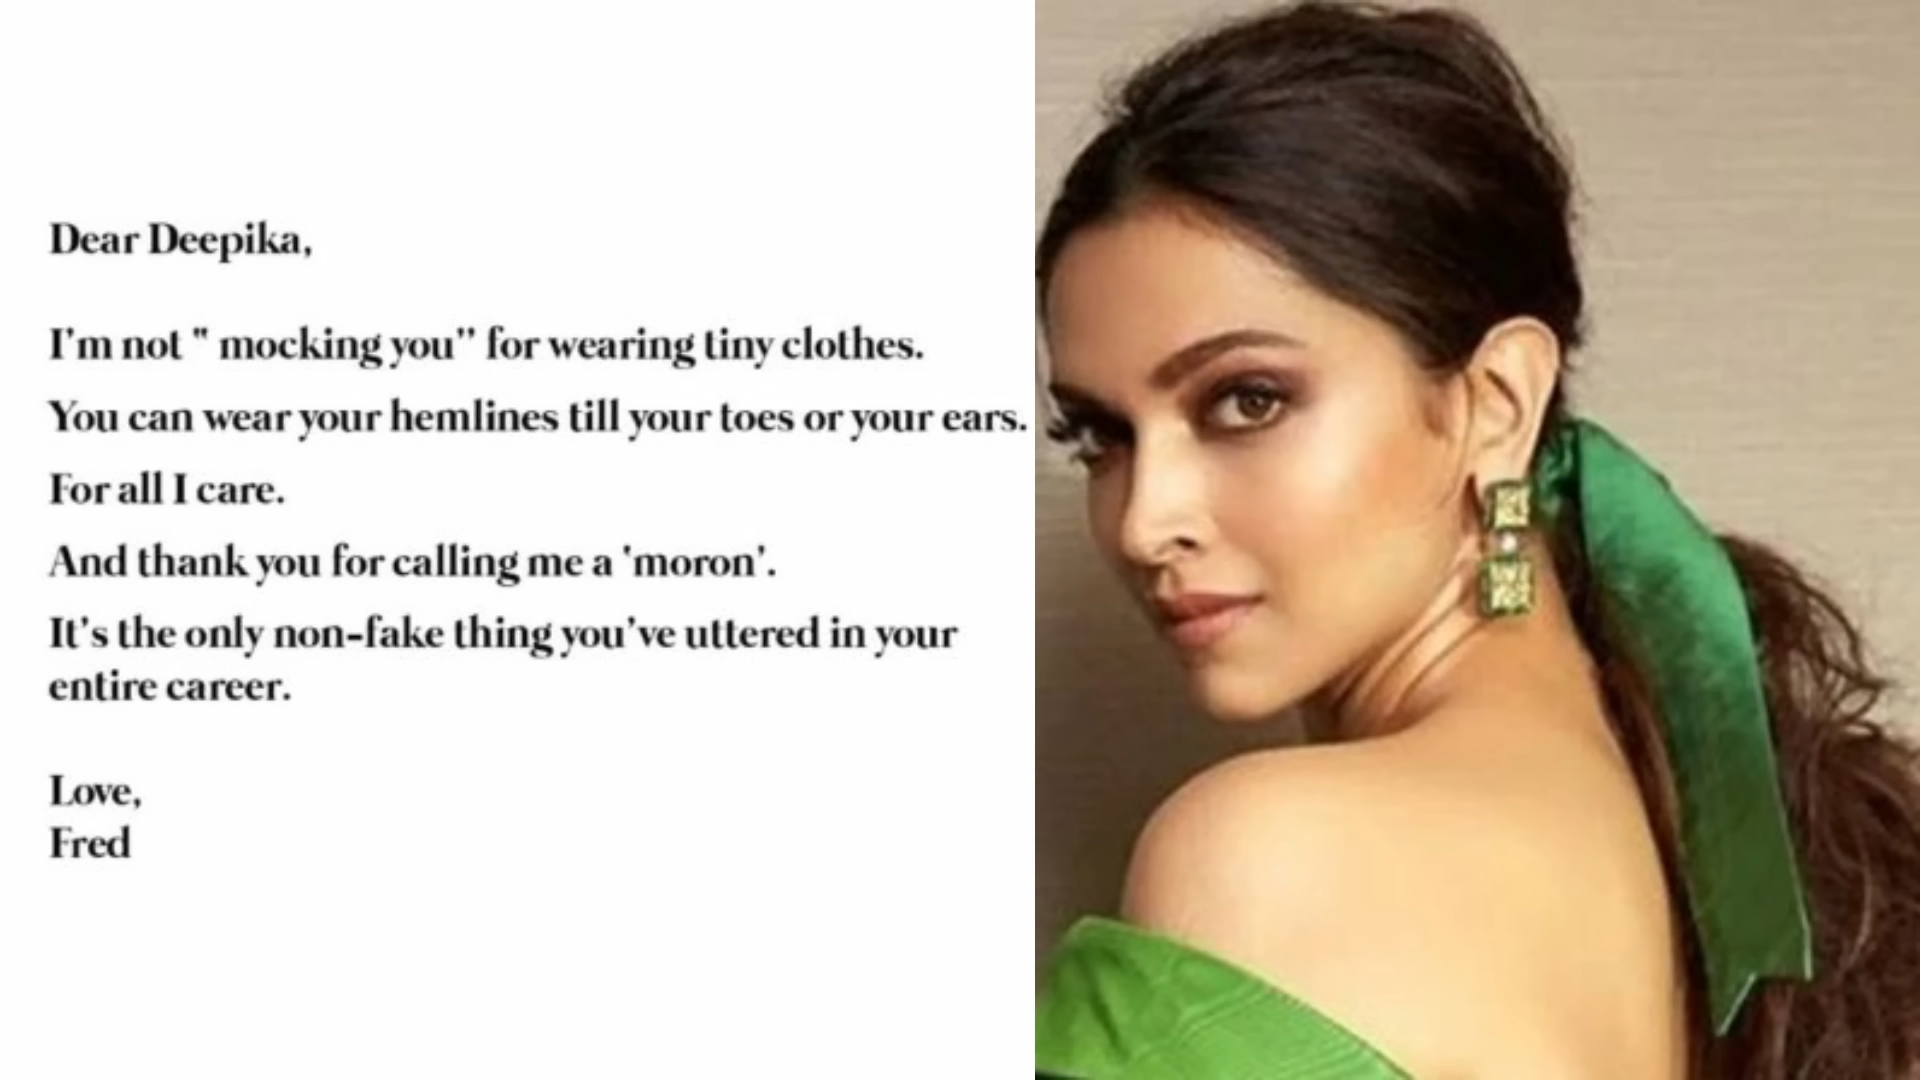 Dear Deepika,
I'm not " mocking you" for wearing tiny clothes.
You can wear your hemlines till your toes or your ears.
For all I care.
And thank you for calling me a 'moron'.
It's the only non-fake thing you've uttered in your
entire career.
Love,
Fred